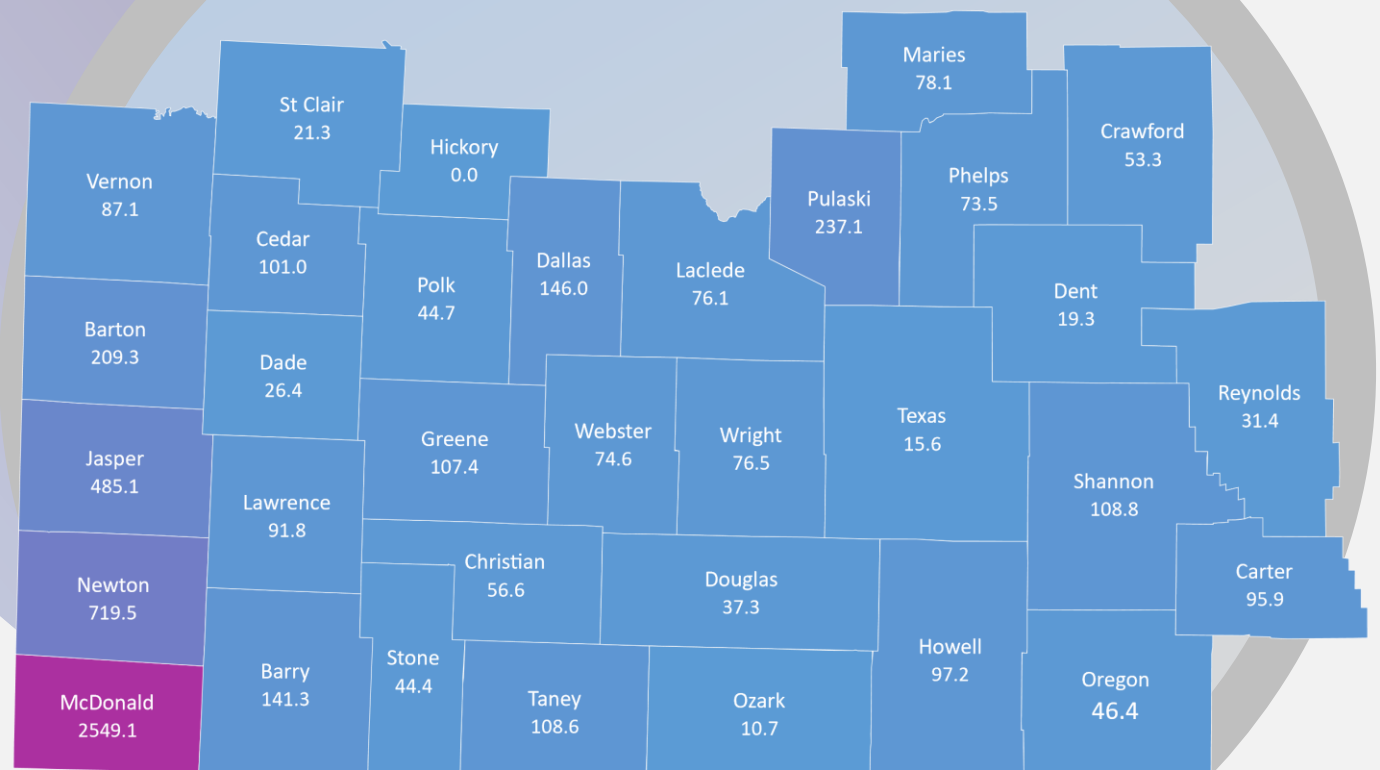 Maries
78.1
St Clair
21.3
Crawford
53.3
Hickory
0.0
Vernon
87.1
Phelps
73.5
Pulaski
237.1
Cedar
101.0
Dallas
146.0
Laclede
76.1
Polk
44.7
Dent
19.3
Barton
209.3
Dade
26.4
Reynolds
31.4
Texas
15.6
Greene
107.4
Webster
74.6
Wright
76.5
Jasper
485.1
Shannon
108.8
Lawrence
91.8
Christian
56.6
Carter
95.9
Douglas
37.3
Newton
719.5
Howell
97.2
Stone
44.4
Barry
141.3
Oregon
46.4
Taney
108.6
Ozark
10.7
McDonald
2549.1